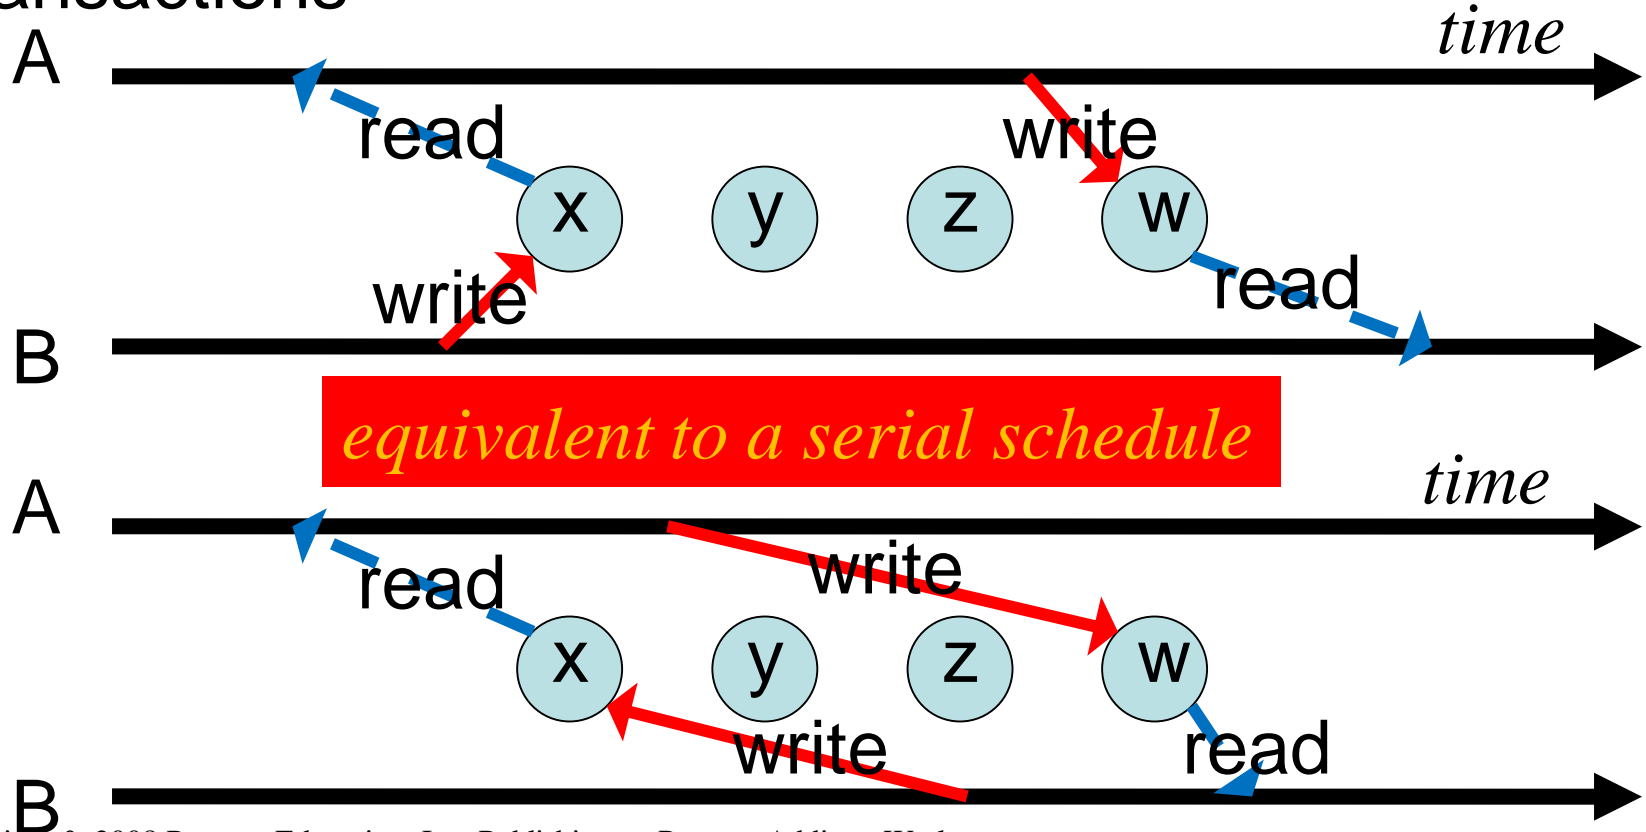 time
A
read
write
x y z w
write
read
B
equivalent to a serial schedule
time
A
write
read
x y z w
write
read
B